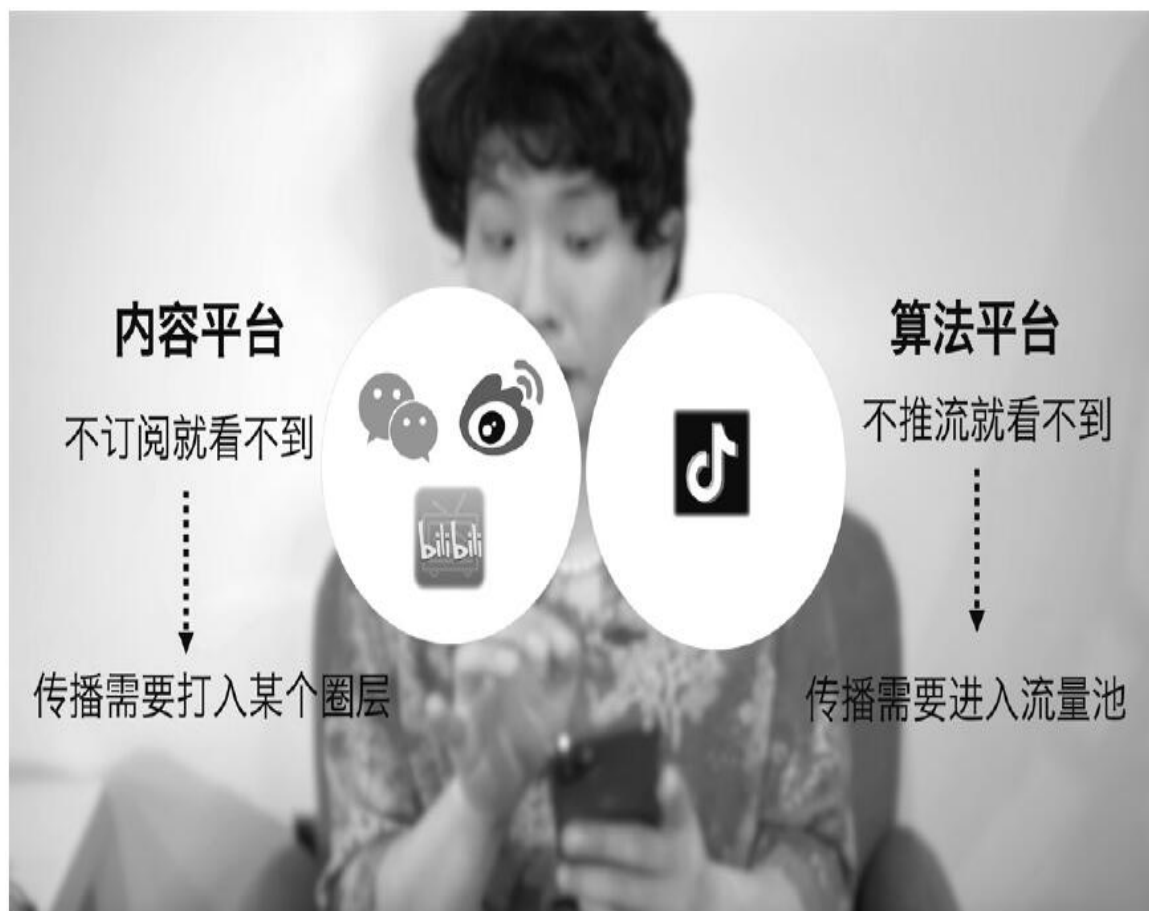 内容平台
不订阅就看不到
传播需要打入某个圈层
bilibili
算法平台
不推流就看不到
传播需要进入流量池